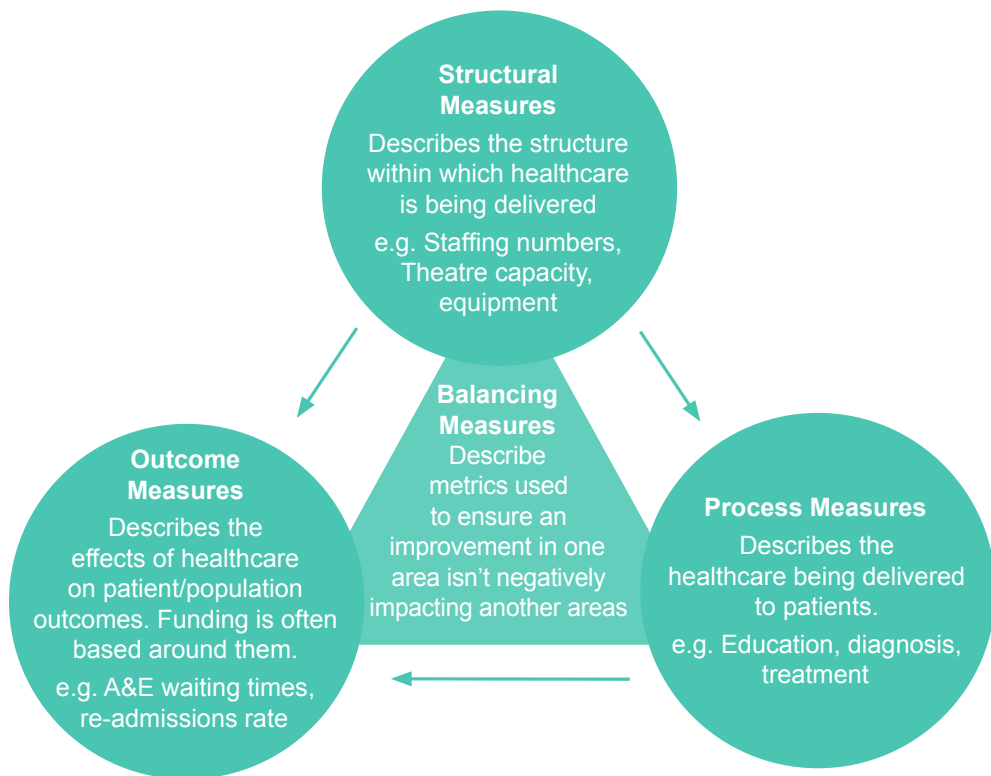 Structural
Measures
Describes the structure
within which healthcare
is being delivered
e.g. Staffing numbers,
Theatre capacity,
equipment
Balancing
Measures
Describe
metrics used
to ensure an
improvement in one
area isn’t negatively
impacting another areas
Outcome
Measures
Describes the
effects of healthcare
on patient/population
outcomes. Funding is often
based around them.
e.g. A&E waiting times,
re-admissions rate
Process Measures
Describes the
healthcare being delivered
to patients.
e.g. Education, diagnosis,
treatment